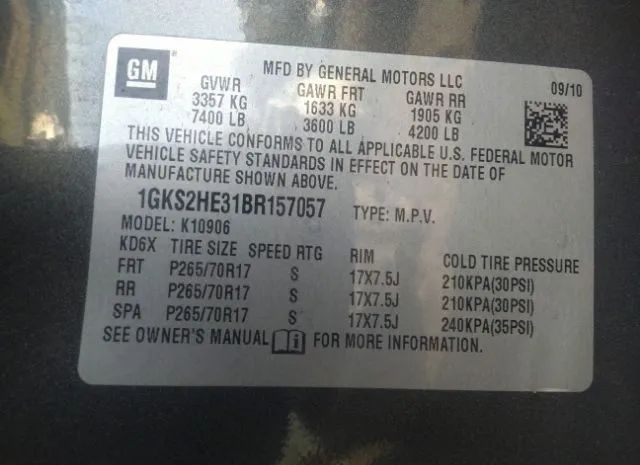 GM
MFD BY GENERAL MOTORS LLC
09/10
GVWR GAWR FRT GAWR RR
3357 KG 1633 KG 1905 KG
7400 LB 3600 LB 4200 LB
THIS VEHICLE CONFORMS TO ALL APPLICABLE U.S. FEDERAL MOTOR
VEHICLE SAFETY STANDARDS IN EFFECT ON THE DATE OF
MANUFACTURE SHOWN ABOVE.
1GKS2HE31BR157057 TYPE: M.P.V.
MODEL: K10906
KD6X TIRE SIZE SPEED RTG RIM COLD TIRE PRESSURE
FRT P265/70R17 S 17X7.5J 210KPA(30PSI)
RR P265/70R17 S 17X7.5J 210KPA(30PSI)
SPA P265/70R17 S 17X7.5J 240KPA(35PSI)
SEE OWNER'S MANUAL i FOR MORE INFORMATION.